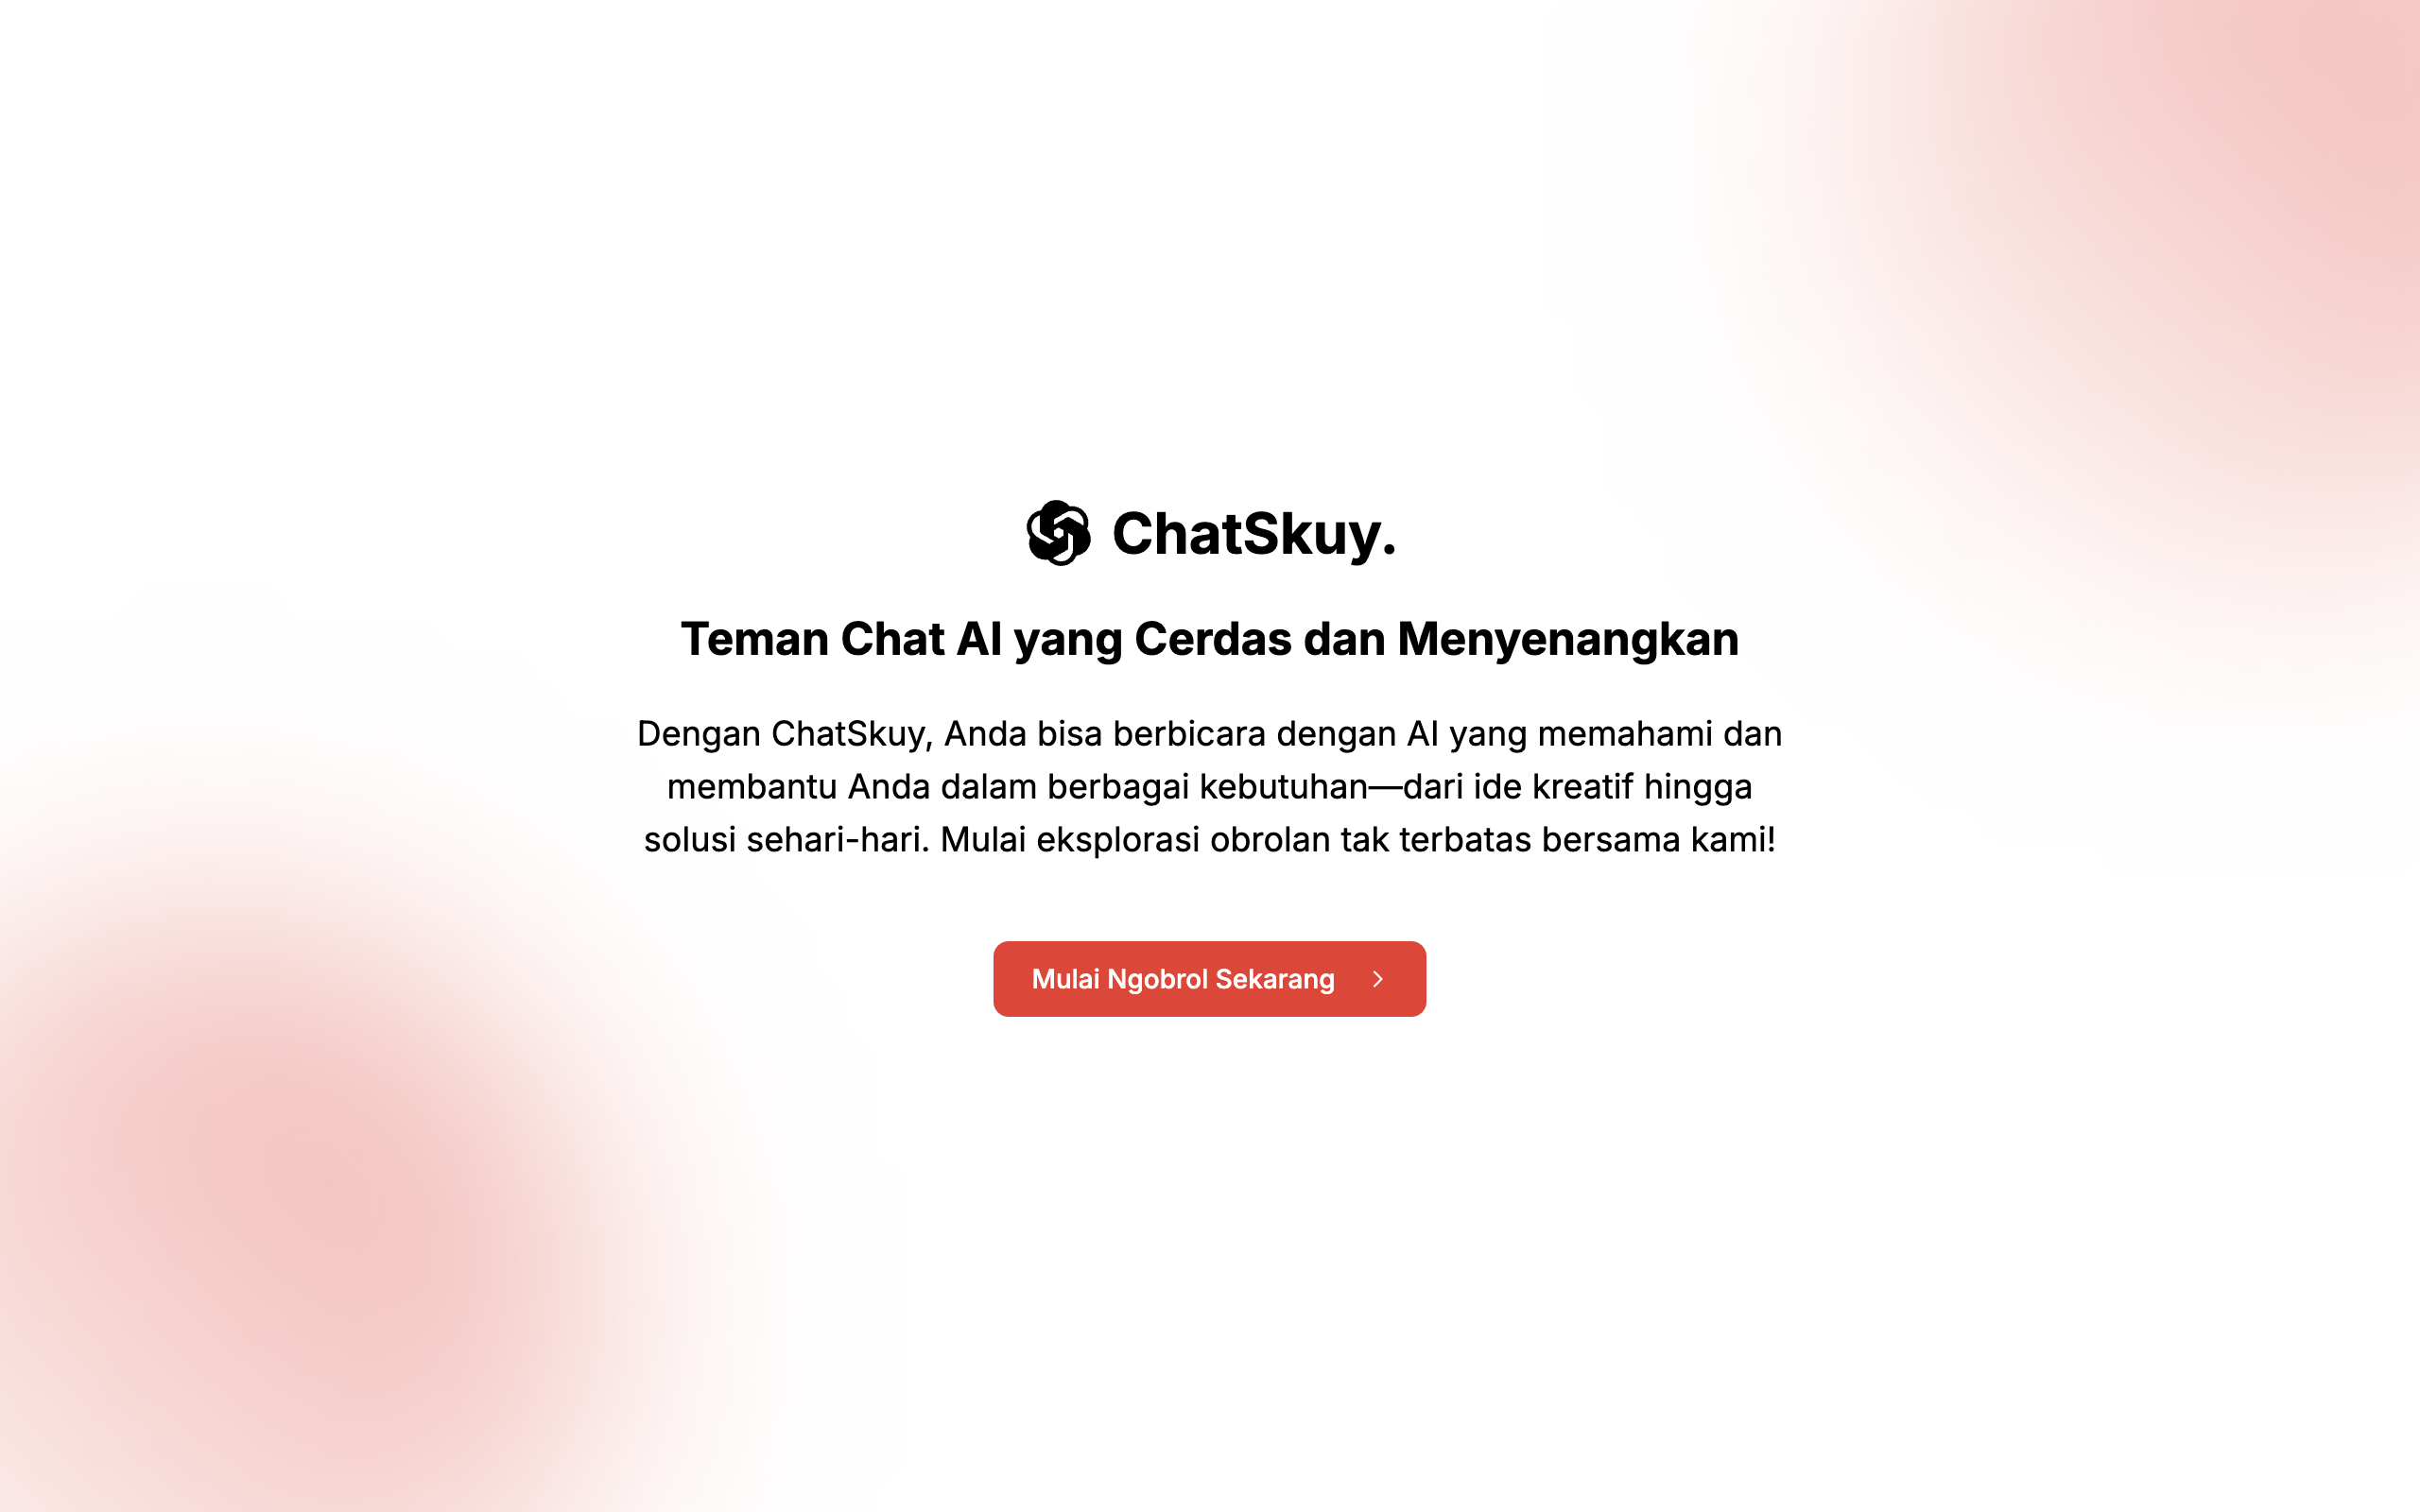 ChatSkuy.
Teman Chat AI yang Cerdas dan Menyenangkan
Dengan ChatSkuy, Anda bisa berbicara dengan AI yang memahami dan
membantu Anda dalam berbagai kebutuhan—dari ide kreatif hingga
solusi sehari-hari. Mulai eksplorasi obrolan tak terbatas bersama kami!
Mulai Ngobrol Sekarang